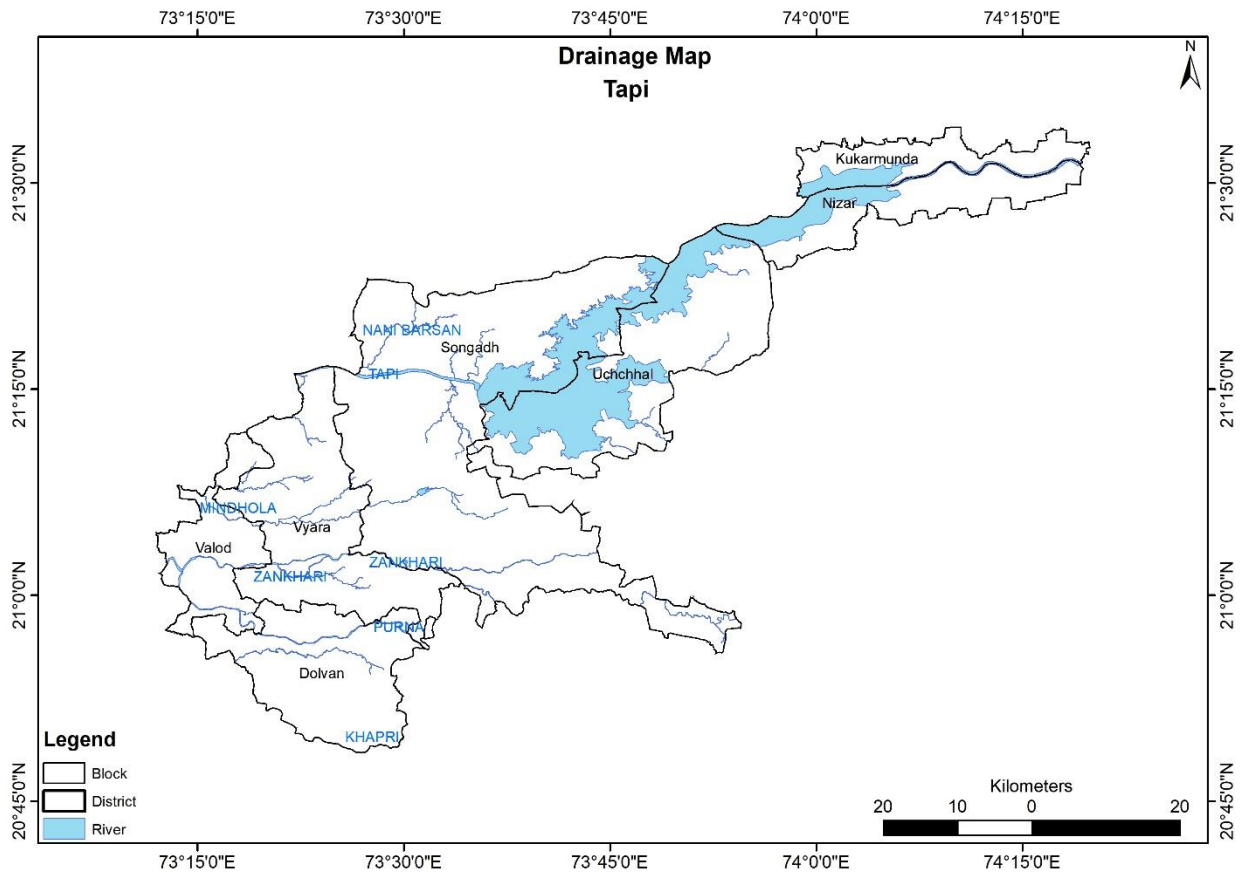 73°15'0"E 73°30'0"E 73°45'0"E 74°0'0"E 74°15'0"E
Drainage Map
Tapi
N
Kukarmunda
21°30'0"N 21°30'0"N
Nizar
NANI BARSAN
Songadh
TAPI
Uchchhal
21°15'0"N 21°15'0"N
MINDHOLA
Vyara
Valod
ZANKHARI
ZANKHARI
21°0'0"N 21°0'0"N
PURNA
Dolvan
KHAPRI
Legend
Block
District
River
Kilometers
20 10 0 20
20°45'0"N 20°45'0"N
73°15'0"E 73°30'0"E 73°45'0"E 74°0'0"E 74°15'0"E